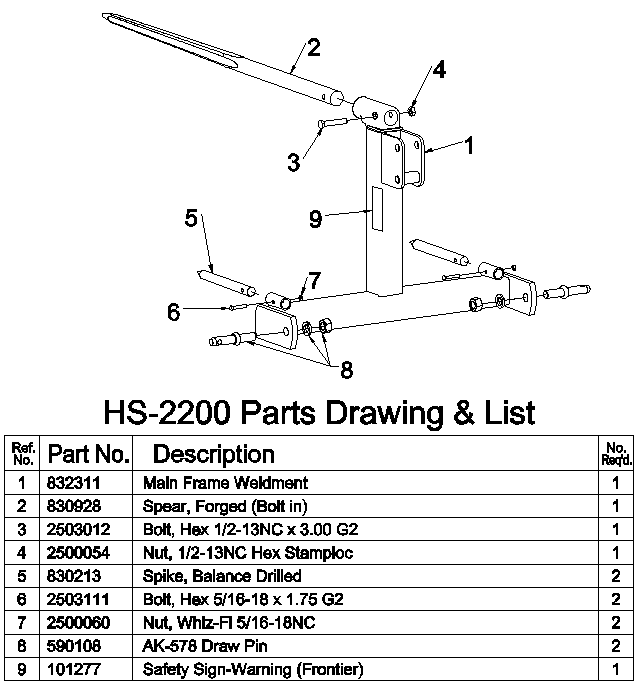 2
4
1
3
9
5
7
6
8
HS-2200 Parts Drawing & List
Ref. No. Part No. Description No. Req'd.
1 832311 Main Frame Weldment 1
2 830928 Spear, Forged (Bolt in) 1
3 2503012 Bolt, Hex 1/2-13NC x 3.00 G2 1
4 2500054 Nut, 1/2-13NC Hex Stamploc 1
5 830213 Spike, Balance Drilled 2
6 2503111 Bolt, Hex 5/16-18 x 1.75 G2 2
7 2500060 Nut, Whiz-Fl 5/16-18NC 2
8 590108 AK-578 Draw Pin 2
9 101277 Safety Sign-Warning (Frontier) 1